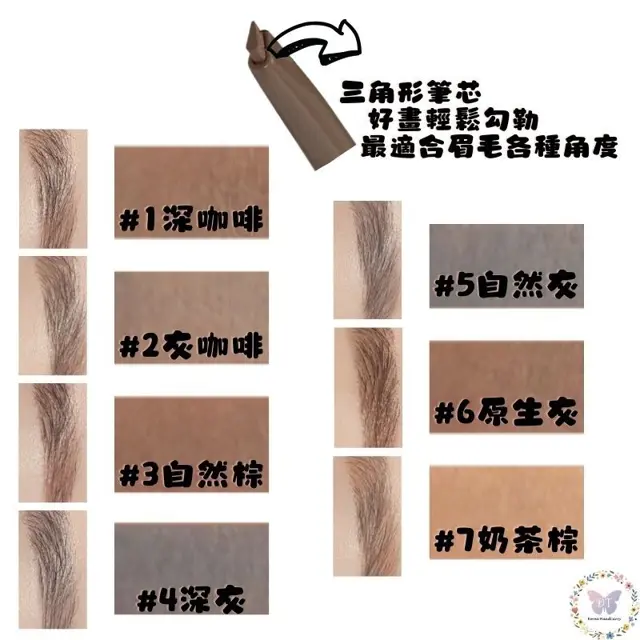 三角形筆芯
好畫輕鬆勾勒
最適合眉毛各種角度
#1深咖啡
#2灰咖啡
#3自然棕
#4深灰
#5自然灰
#6原生灰
#7奶茶棕